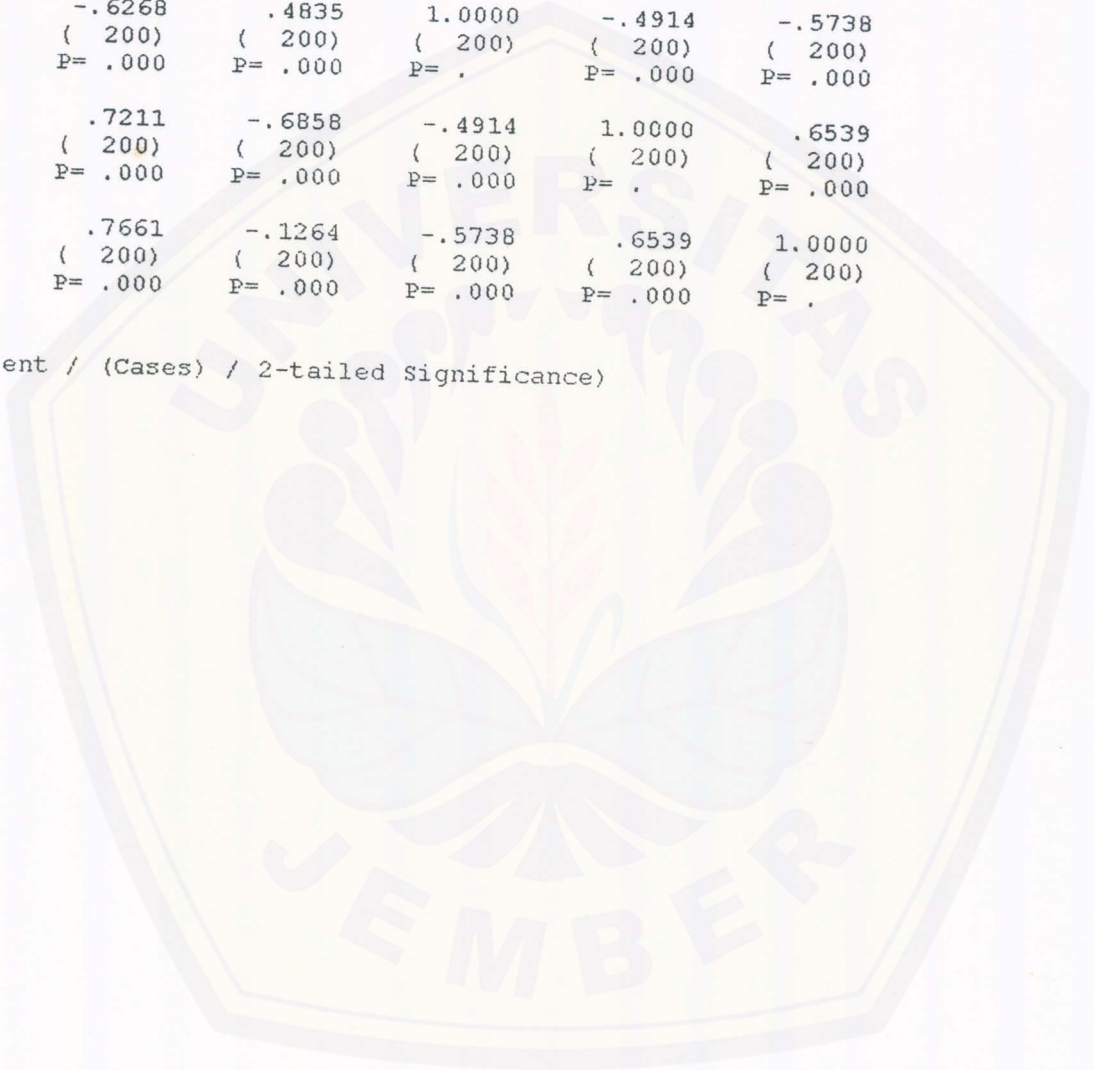 -.6268 .4835 1.0000 -.4914 -.5738
( 200) ( 200) ( 200) ( 200) ( 200)
P= .000 P= .000 P= . P= .000 P= .000
.7211 -.6858 -.4914 1.0000 .6539
( 200) ( 200) ( 200) ( 200) ( 200)
P= .000 P= .000 P= .000 P= . P= .000
.7661 -.1264 -.5738 .6539 1.0000
( 200) ( 200) ( 200) ( 200) ( 200)
P= .000 P= .000 P= .000 P= .000 P= .
ent / (Cases) / 2-tailed Significance)
UNIVERSITAS
JEMBER